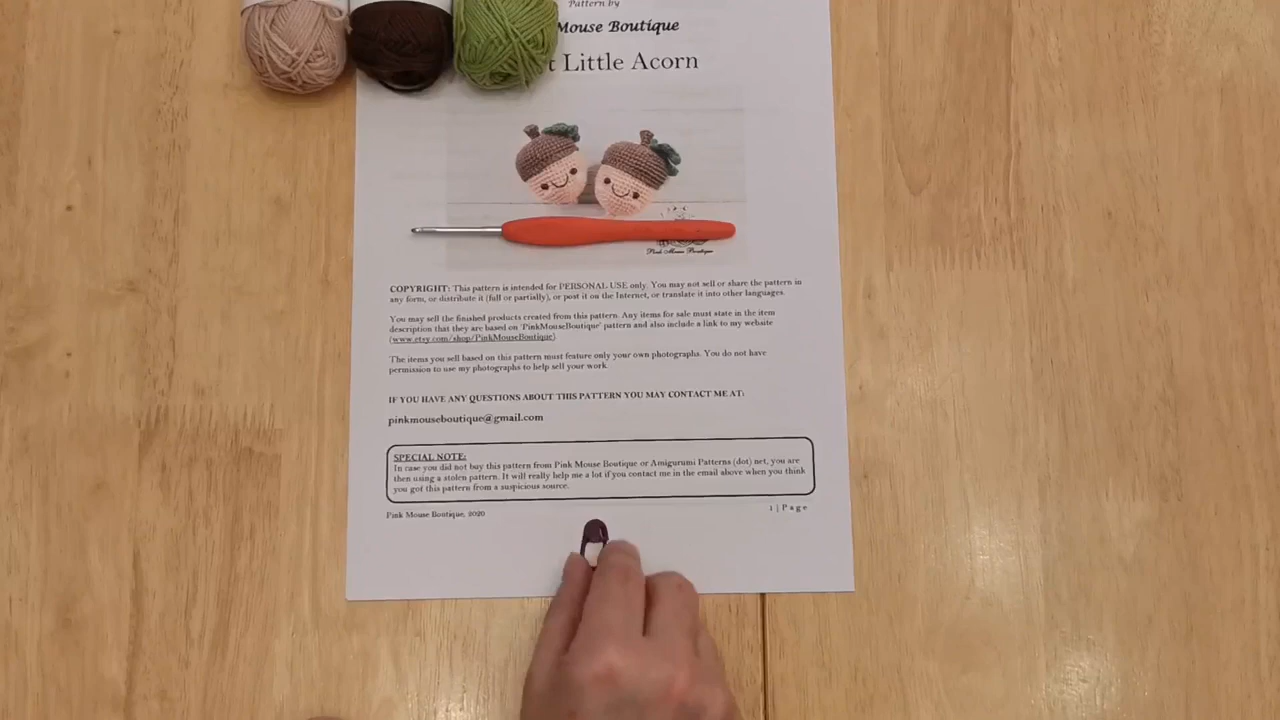 Pattern by
Mouse Boutique
t Little Acorn
Pink Mouse Boutique
COPYRIGHT: This pattern is intended for PERSONAL USE only. You may not sell or share the pattern in
any form, or distribute it (full or partially), or post it on the Internet, or translate it into other languages.
You may sell the finished products created from this pattern. Any items for sale must state in the item
description that they are based on 'PinkMouseBoutique' pattern and also include a link to my website
(www.etsy.com/shop/PinkMouseBoutique)
The items you sell based on this pattern must feature only your own photographs. You do not have
permission to use my photographs to help sell your work.
IF YOU HAVE ANY QUESTIONS ABOUT THIS PATTERN YOU MAY CONTACT ME AT:
pinkmouseboutique@gmail.com
SPECIAL NOTE:
In case you did not buy this pattern from Pink Mouse Boutique or Amigurumi Patterns (dot) net, you are
then using a stolen pattern. It will really help me a lot if you contact me in the email above when you think
you got this pattern from a suspicious source.
Pink Mouse Boutique, 2020
1 | Page